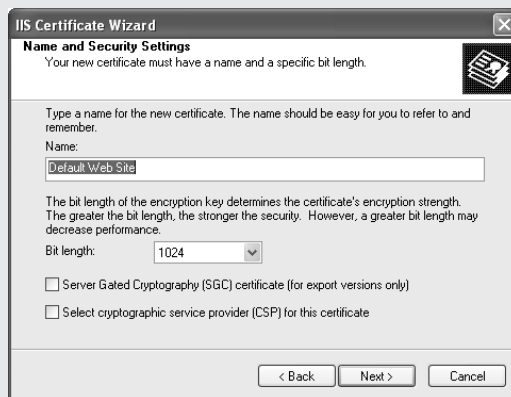 IIS Certificate Wizard
Name and Security Settings
Your new certificate must have a name and a specific bit length.
Type a name for the new certificate. The name should be easy for you to refer to and
remember.
Name:
Default Web Site
The bit length of the encryption key determines the certificate's encryption strength.
The greater the bit length, the stronger the security. However, a greater bit length may
decrease performance.
Bit length:
1024
Server Gated Cryptography (SGC) certificate (for export versions only)
Select cryptographic service provider (CSP) for this certificate
< Back
Next >
Cancel